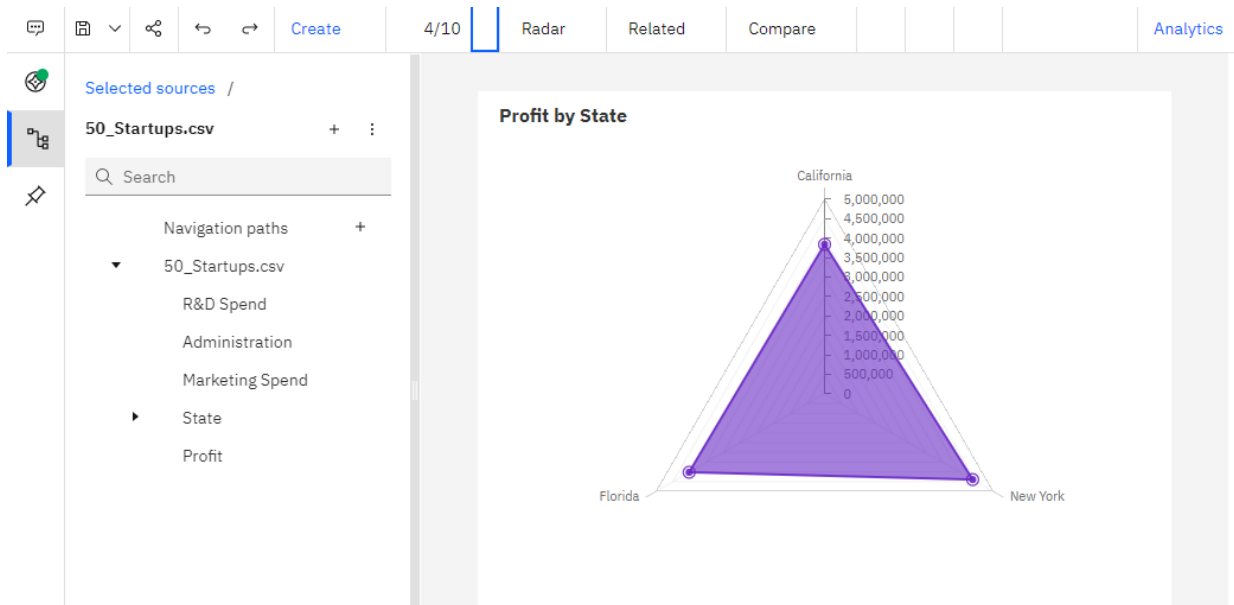 Create 4/10 Radar Related Compare Analytics
Selected sources /
50_Startups.csv
Search
Navigation paths
50_Startups.csv
R&D Spend
Administration
Marketing Spend
State
Profit
Profit by State
California
5,000,000
4,500,000
4,000,000
3,500,000
3,000,000
2,500,000
2,000,000
1,500,000
1,000,000
500,000
0
Florida
New York